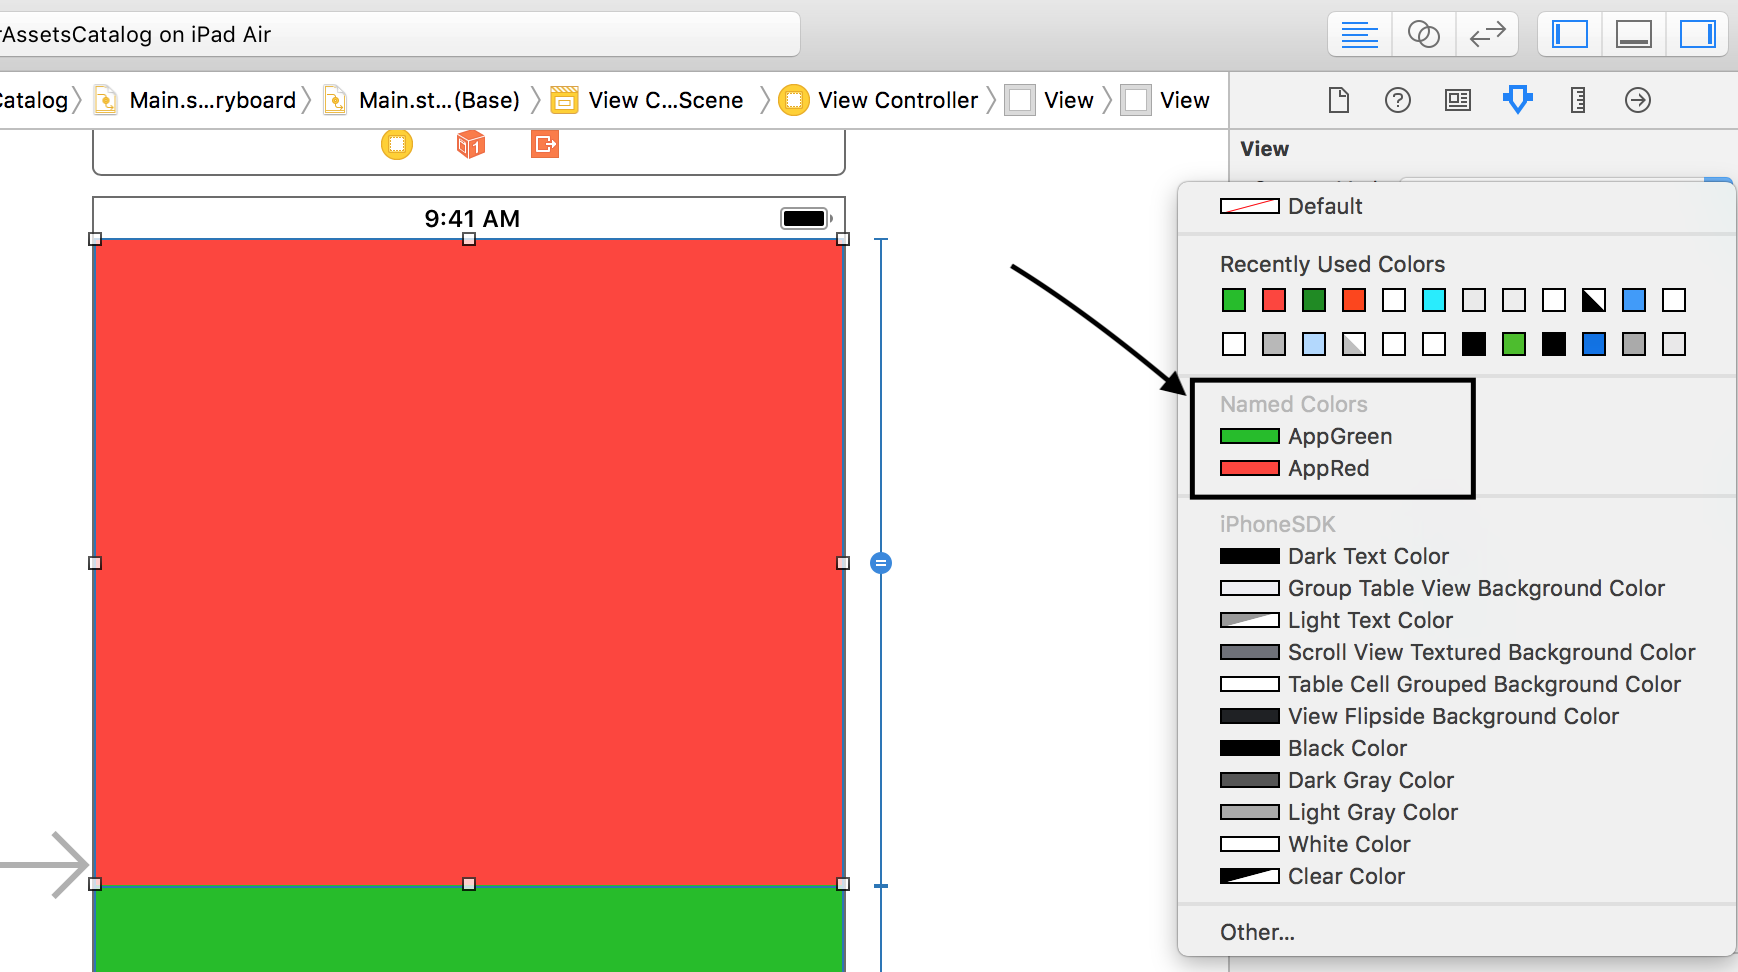 rAssetsCatalog on iPad Air
Catalog Main.s...ryboard Main.st...(Base) View C...Scene View Controller View View
View
9:41 AM
Default
Recently Used Colors
Named Colors
AppGreen
AppRed
iPhoneSDK
Dark Text Color
Group Table View Background Color
Light Text Color
Scroll View Textured Background Color
Table Cell Grouped Background Color
View Flipside Background Color
Black Color
Dark Gray Color
Light Gray Color
White Color
Clear Color
Other...